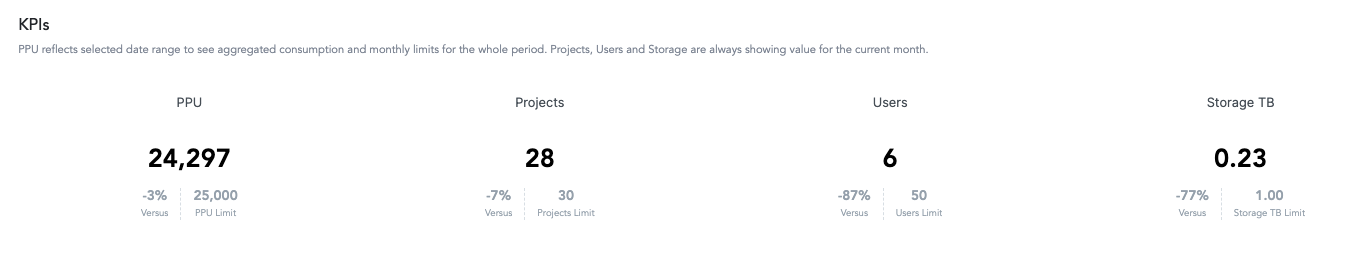 KPIs
PPU reflects selected date range to see aggregated consumption and monthly limits for the whole period. Projects, Users and Storage are always showing value for the current month.
PPU
24,297
-3%
Versus
25,000
PPU Limit
Projects
28
-7%
Versus
30
Projects Limit
Users
6
-87%
Versus
50
Users Limit
Storage TB
0.23
-77%
Versus
1.00
Storage TB Limit